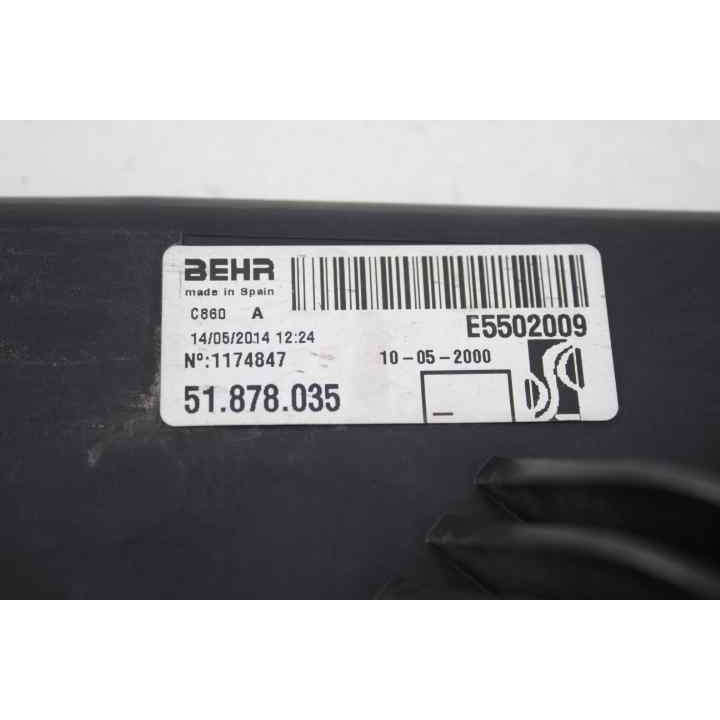 BEHR
made in Spain
C860 A
E5502009
14/05/2014 12:24
Nº:1174847
10-05-2000
51.878.035